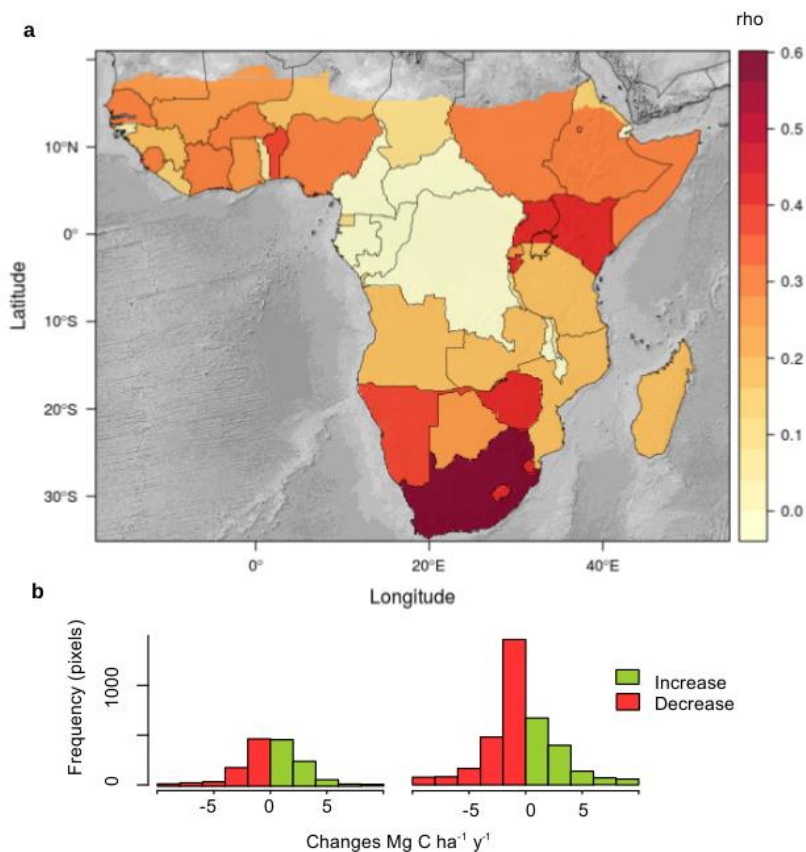 a
rho
0.6
0.5
0.4
0.3
0.2
0.1
0.0
10°N
0°
10°S
20°S
30°S
Latitude
0°
20°E
40°E
Longitude
b
Frequency (pixels)
1000
0
-5
0
5
-5
0
5
Increase
Decrease
Changes Mg C ha⁻¹ y⁻¹